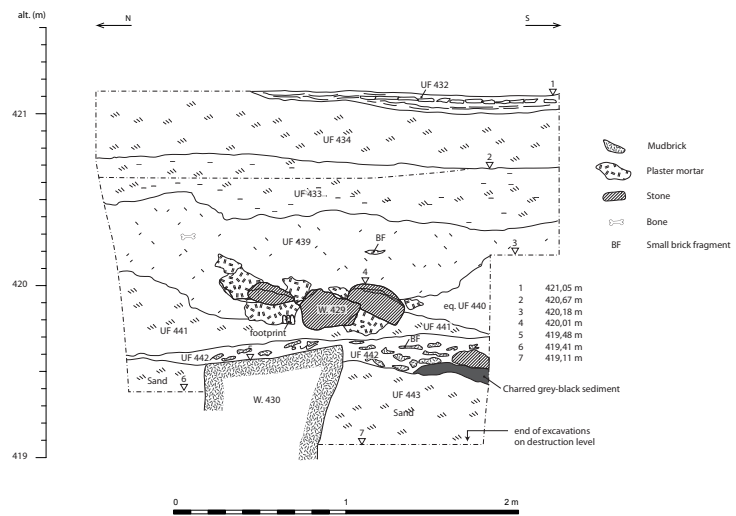 alt. (m)
N
S
421
420
419
UF 432
1
UF 434
2
UF 433
UF 439
BF
3
4
eq. UF 440
W. 429
UF 441
UF 441
footprint
BF
UF 442
5
UF 442
Sand
6
W. 430
UF 443
Sand
7
Charred grey-black sediment
end of excavations
on destruction level
Mudbrick
Plaster mortar
Stone
Bone
BF Small brick fragment
1 421,05 m
2 420,67 m
3 420,18 m
4 420,01 m
5 419,48 m
6 419,41 m
7 419,11 m
0 1 2 m